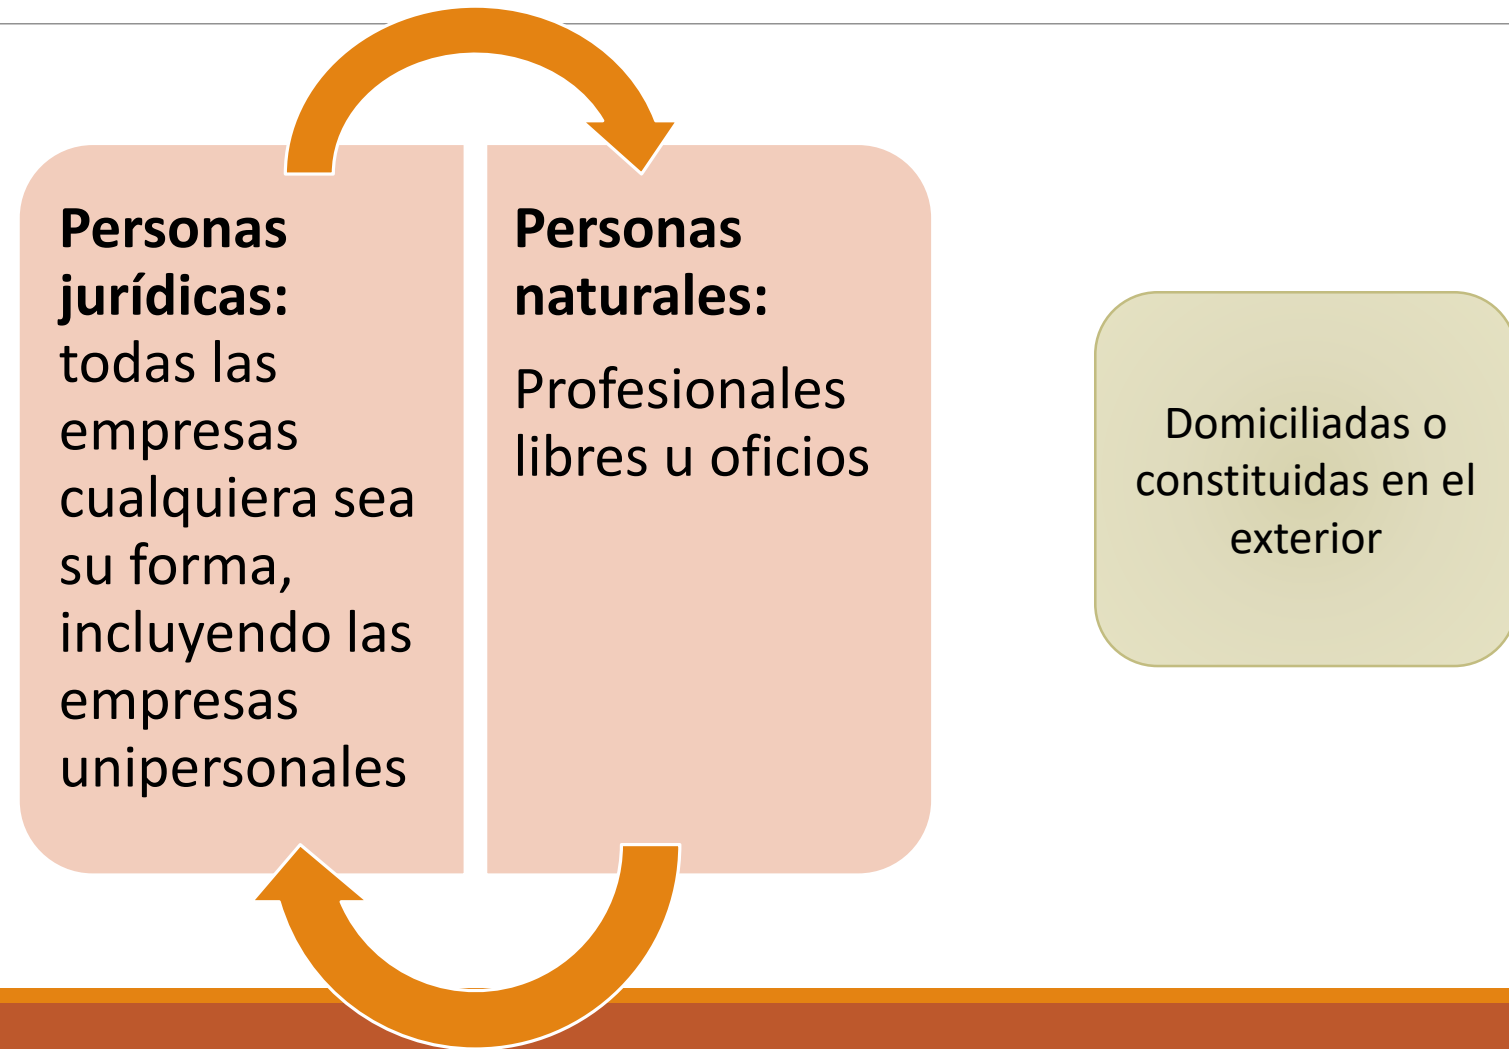 Personas
jurídicas:
todas las
empresas
cualquiera sea
su forma,
incluyendo las
empresas
unipersonales
Personas
naturales:
Profesionales
libres u oficios
Domiciliadas o
constituidas en el
exterior